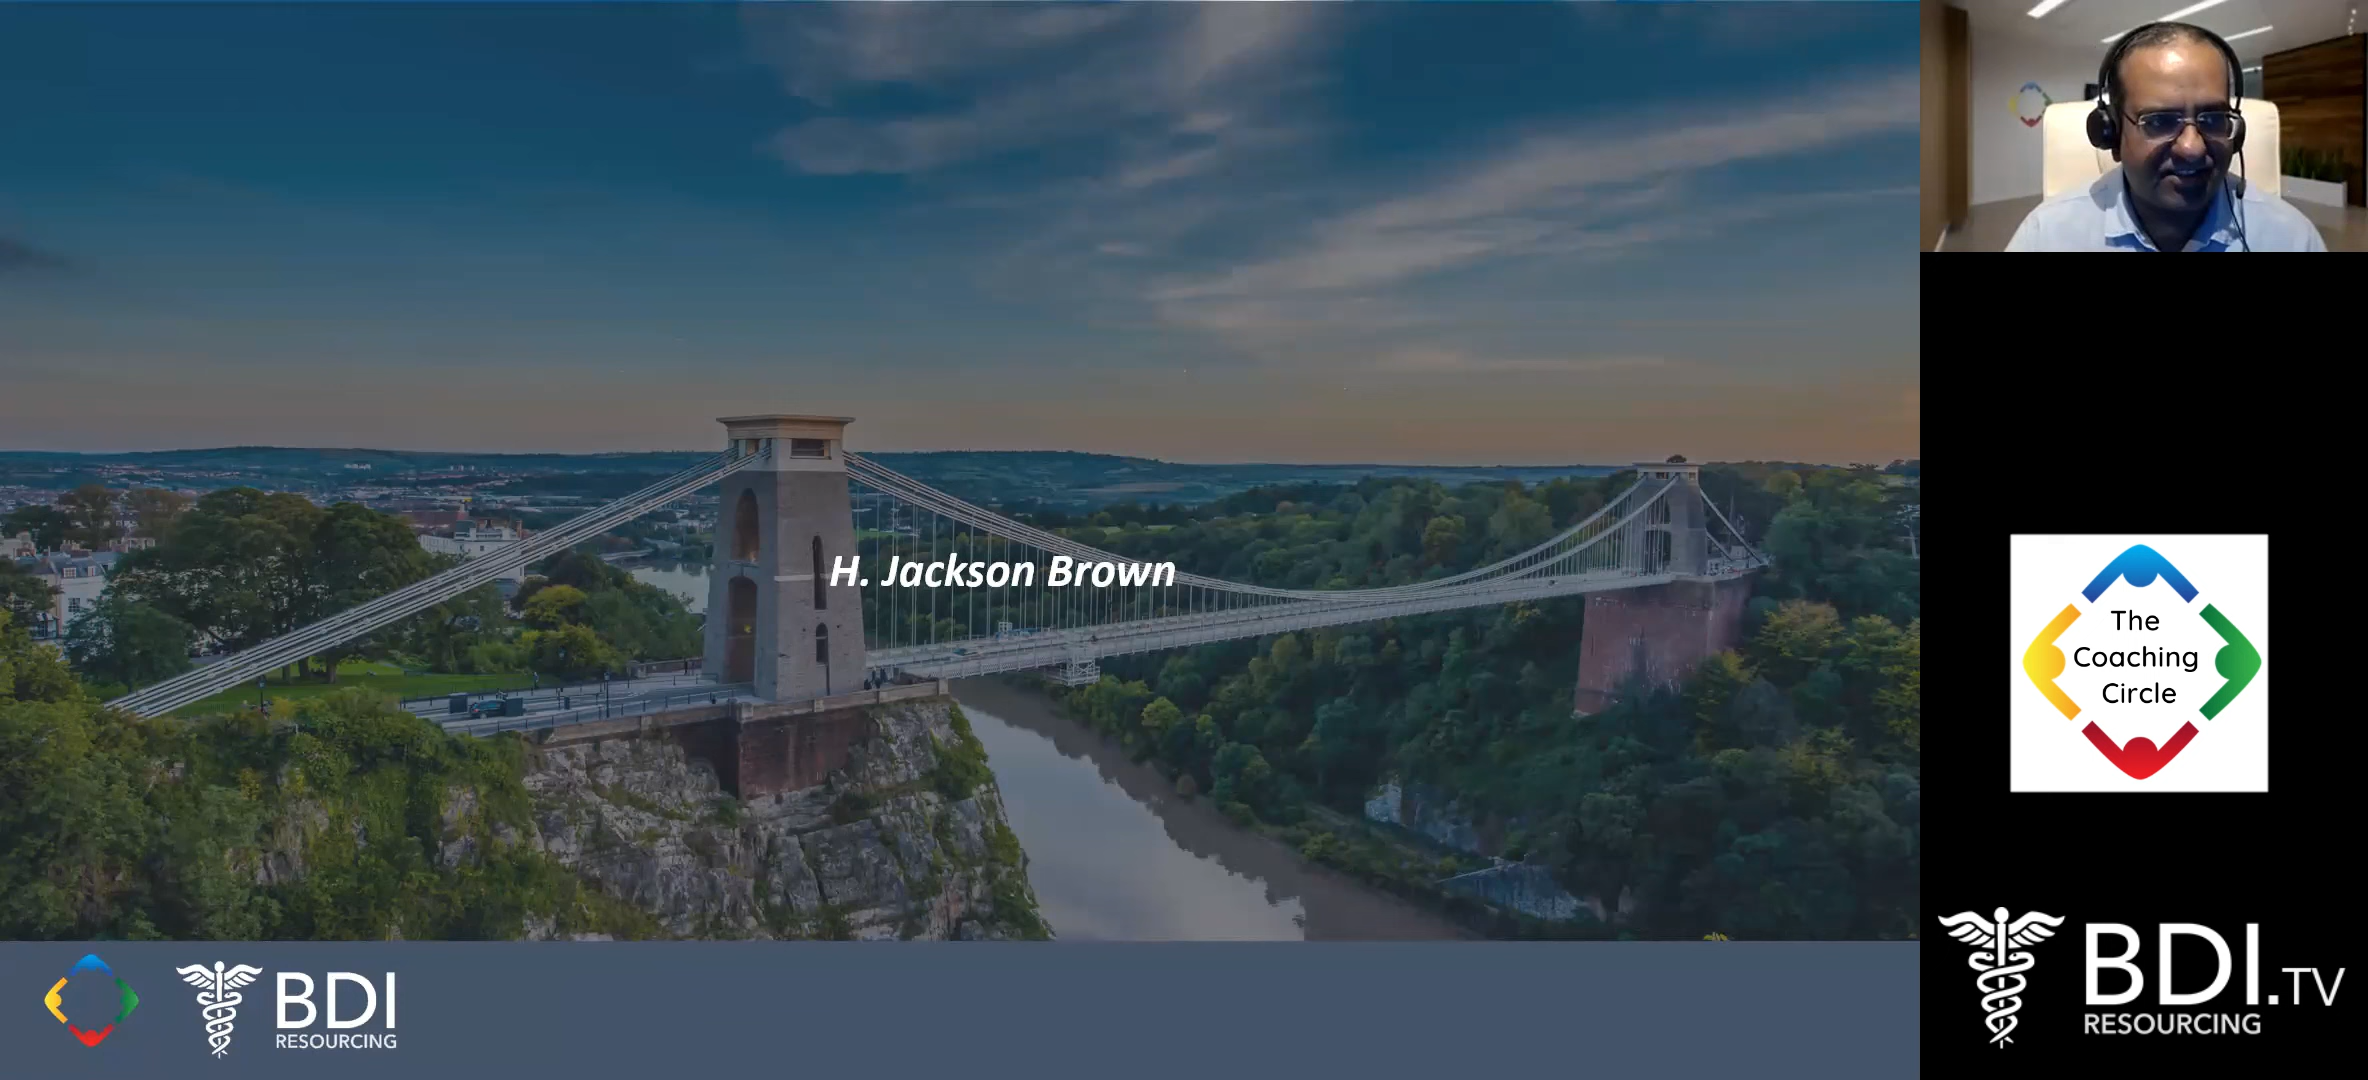 H. Jackson Brown
The
Coaching
Circle
BDI
RESOURCING
BDI.TV
RESOURCING